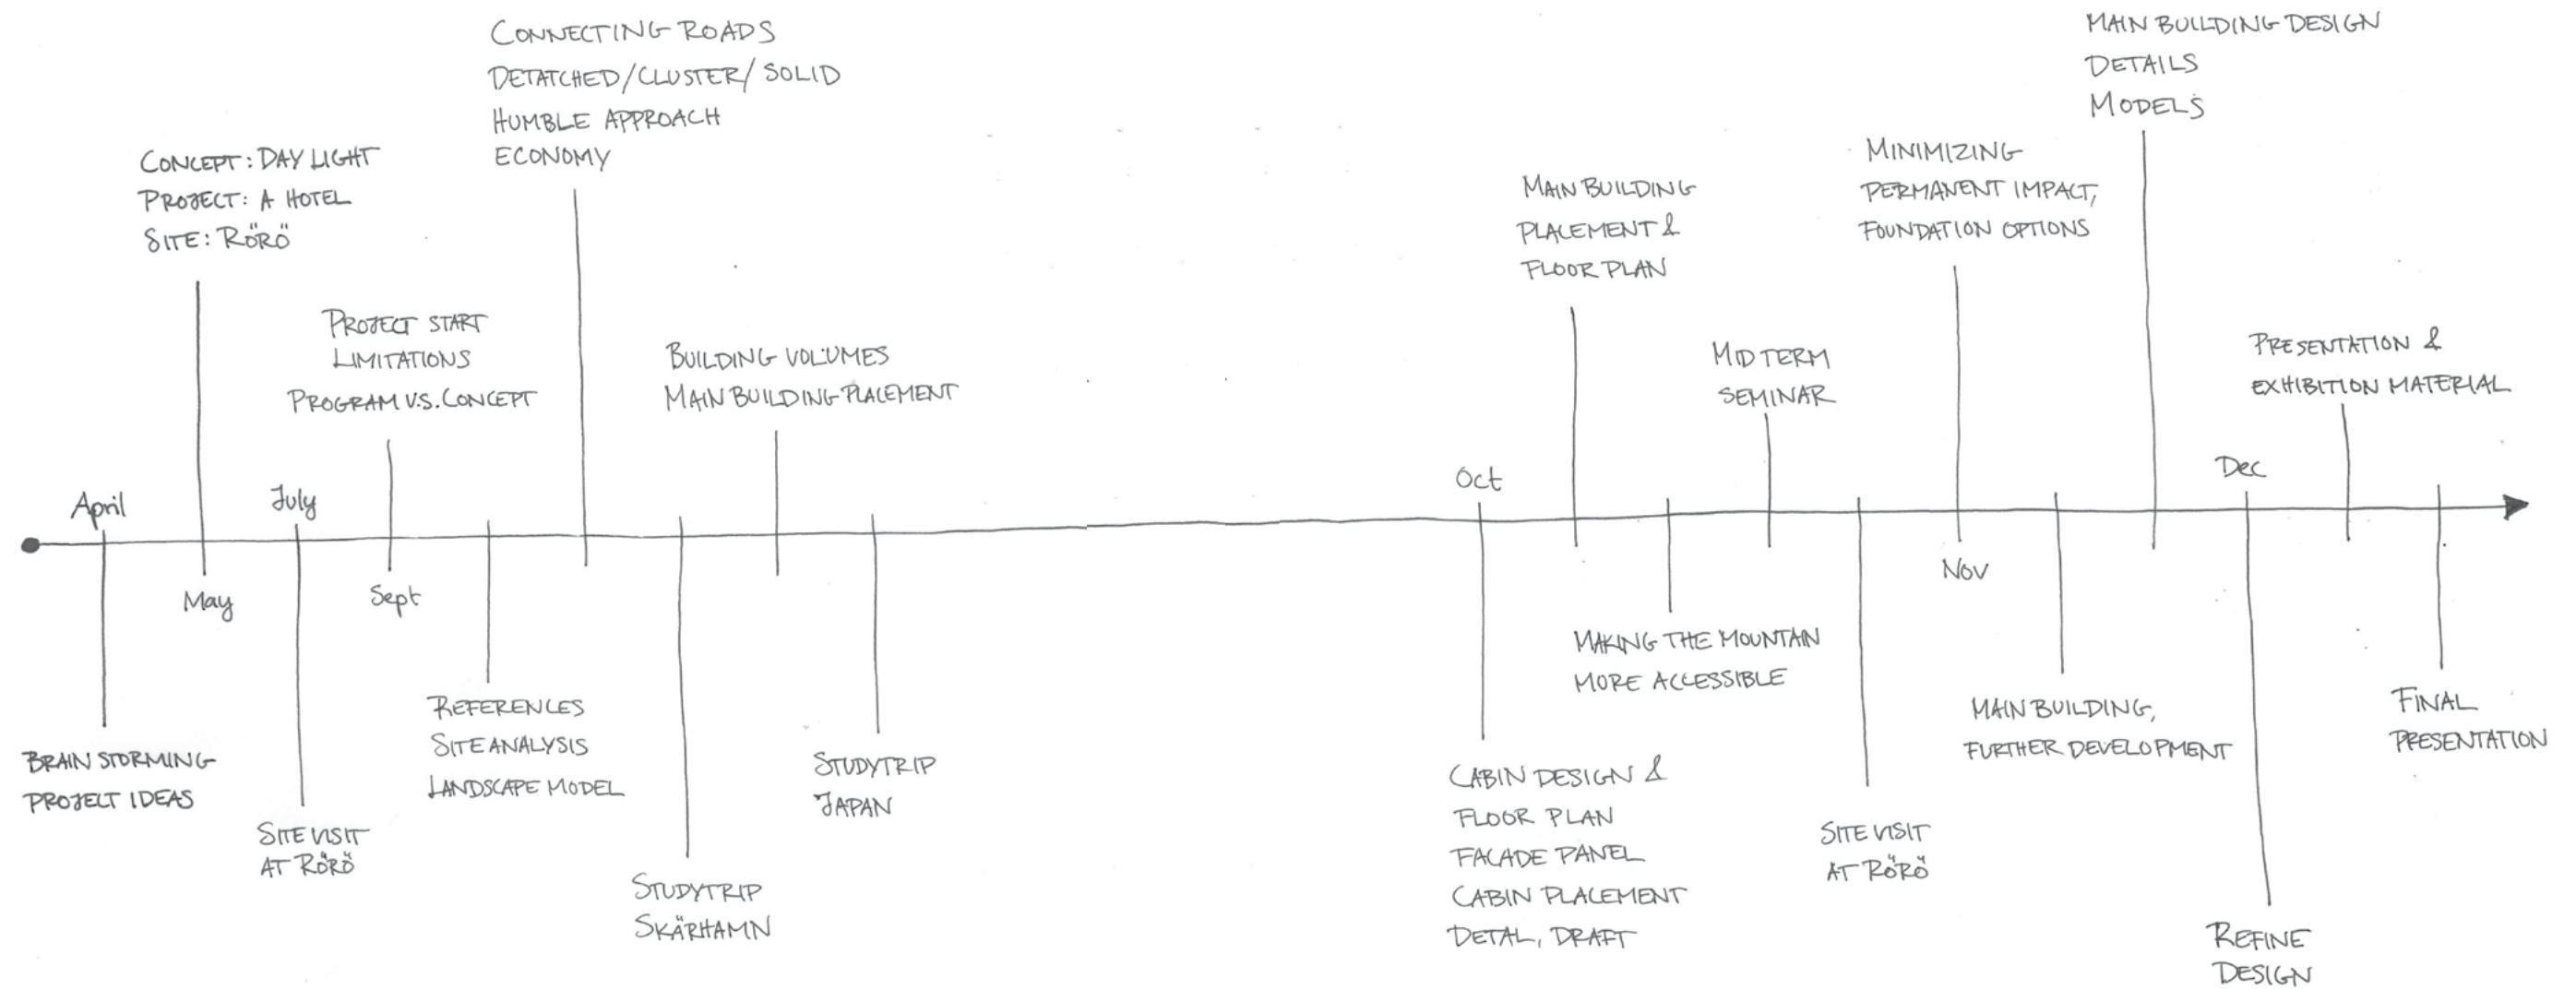 CONNECTING ROADS
DETATCHED/CLUSTER/SOLID
HUMBLE APPROACH
ECONOMY
MAIN BUILDING DESIGN
DETAILS
MODELS
CONCEPT: DAY LIGHT
PROJECT: A HOTEL
SITE: RÖRÖ
MAIN BUILDING
PLACEMENT &
FLOOR PLAN
MINIMIZING
PERMANENT IMPACT,
FOUNDATION OPTIONS
PROJECT START
LIMITATIONS
PROGRAM V.S. CONCEPT
BUILDING VOLUMES
MAIN BUILDING PLACEMENT
MID TERM
SEMINAR
PRESENTATION &
EXHIBITION MATERIAL
April
May
July
Sept
Oct
Nov
Dec
BRAIN STORMING
PROJECT IDEAS
SITE VISIT
AT RÖRÖ
REFERENCES
SITE ANALYSIS
LANDSCAPE MODEL
STUDYTRIP
SKÄRHAMN
STUDYTRIP
JAPAN
CABIN DESIGN &
FLOOR PLAN
FACADE PANEL
CABIN PLACEMENT
DETAL, DRAFT
MAKING THE MOUNTAIN
MORE ACCESSIBLE
SITE VISIT
AT RÖRÖ
MAIN BUILDING,
FURTHER DEVELOPMENT
REFINE
DESIGN
FINAL
PRESENTATION